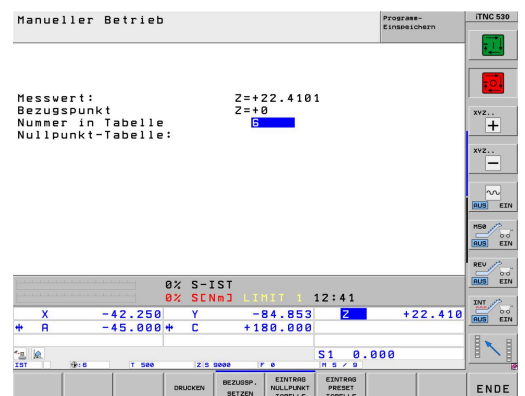 Manueller Betrieb
Programm-
Einspeichern
iTNC 530
Messwert: Z=+22.4101
Bezugspunkt Z=+0
Nummer in Tabelle 6
Nullpunkt-Tabelle:
XYZ..
XYZ..
AUS EIN
M50
AUS EIN
REV
AUS EIN
INT
AUS EIN
0% S-IST
0% S[Nm] LIMIT 1 12:41
X -42.250 Y -84.853 Z +22.410
A -45.000 C +180.000
S1 0.000
IST : 6 T 500 Z S 9000 F 0 M 5 / 9
DRUCKEN
BEZUGSP.
SETZEN
EINTRAG
NULLPUNKT
TABELLE
EINTRAG
PRESET
TABELLE
ENDE